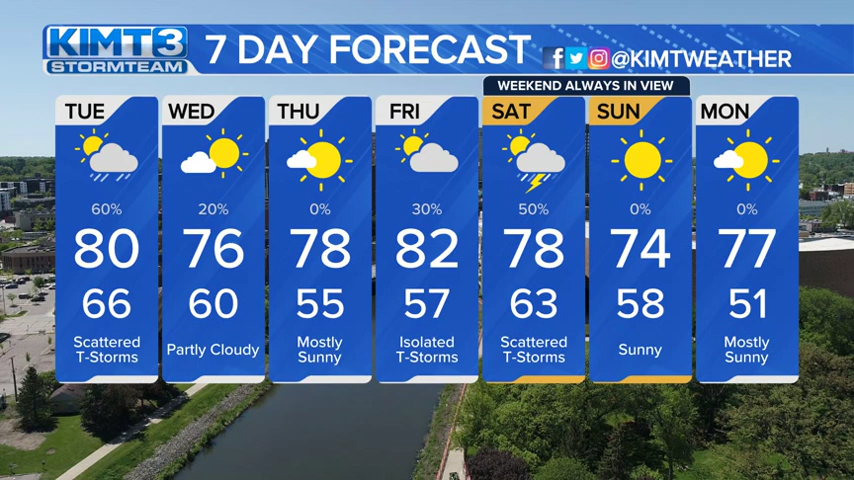 KIMT 3
STORMTEAM
7 DAY FORECAST
@KIMTWEATHER
WEEKEND ALWAYS IN VIEW
TUE
60%
80
66
Scattered
T-Storms
WED
20%
76
60
Partly Cloudy
THU
0%
78
55
Mostly
Sunny
FRI
30%
82
57
Isolated
T-Storms
SAT
50%
78
63
Scattered
T-Storms
SUN
0%
74
58
Sunny
MON
0%
77
51
Mostly
Sunny